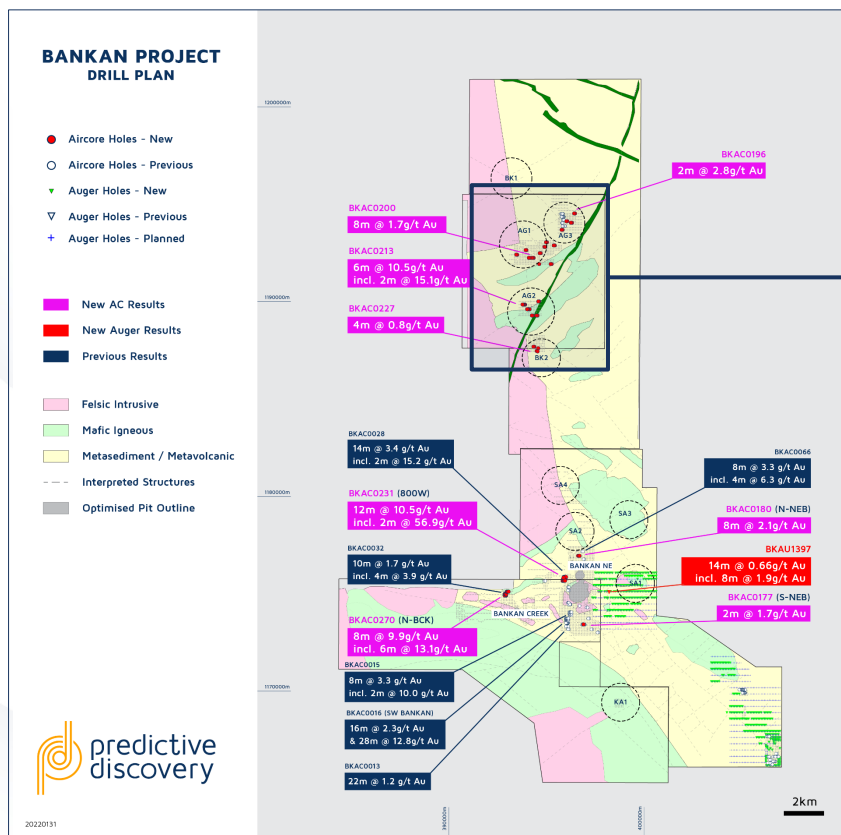 BANKAN PROJECT
DRILL PLAN
Aircore Holes - New
Aircore Holes - Previous
Auger Holes - New
Auger Holes - Previous
Auger Holes - Planned
New AC Results
New Auger Results
Previous Results
Felsic Intrusive
Mafic Igneous
Metasediment / Metavolcanic
Interpreted Structures
Optimised Pit Outline
predictive
discovery
20220131
1200000m
1190000m
1180000m
1170000m
390000m
400000m
BK1
BKAC0196
2m @ 2.8g/t Au
BKAC0200
8m @ 1.7g/t Au
AG1
AG3
BKAC0213
6m @ 10.5g/t Au
incl. 2m @ 15.1g/t Au
AG2
BKAC0227
4m @ 0.8g/t Au
BK2
BKAC0028
14m @ 3.4 g/t Au
incl. 2m @ 15.2 g/t Au
BKAC0066
8m @ 3.3 g/t Au
incl. 4m @ 6.3 g/t Au
SA4
SA3
SA2
BKAC0231 (800W)
12m @ 10.5g/t Au
incl. 2m @ 56.9g/t Au
BKAC0180 (N-NEB)
8m @ 2.1g/t Au
BKAC0032
10m @ 1.7 g/t Au
incl. 4m @ 3.9 g/t Au
BANKAN NE
BKAU1397
14m @ 0.66g/t Au
incl. 8m @ 1.9g/t Au
SA1
BKAC0177 (S-NEB)
2m @ 1.7g/t Au
BANKAN CREEK
BKAC0270 (N-BCK)
8m @ 9.9g/t Au
incl. 6m @ 13.1g/t Au
BKAC0015
8m @ 3.3 g/t Au
incl. 2m @ 10.0 g/t Au
BKAC0016 (SW BANKAN)
16m @ 2.3g/t Au
& 28m @ 12.8g/t Au
KA1
BKAC0013
22m @ 1.2 g/t Au
2km